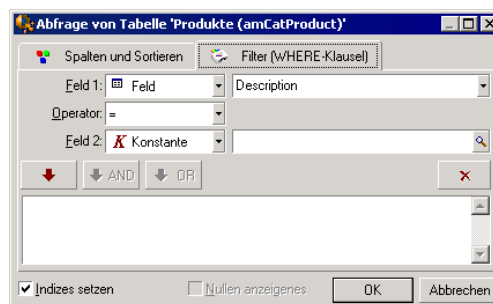 Abfrage von Tabelle 'Produkte (amCatProduct)'
Spalten und Sortieren Filter (WHERE-Klausel)
Feld 1: Feld Description
Operator: =
Feld 2: K Konstante
AND OR
Indizes setzen Nullen anzeigenes OK Abbrechen